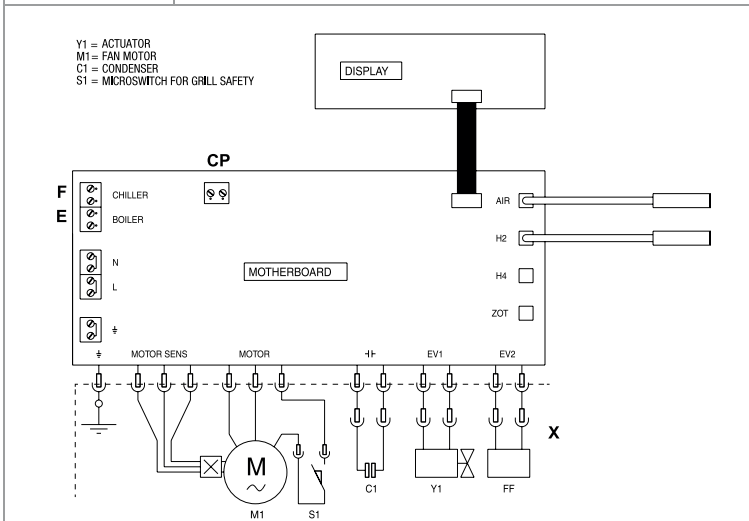 Y1 = ACTUATOR
M1= FAN MOTOR
C1 = CONDENSER
S1 = MICROSWITCH FOR GRILL SAFETY
DISPLAY
CP
F CHILLER
E BOILER
AIR
H2
N
L
MOTHERBOARD
H4
ZOT
MOTOR SENS MOTOR EV1 EV2
X
M
C1 Y1 FF
M1 S1